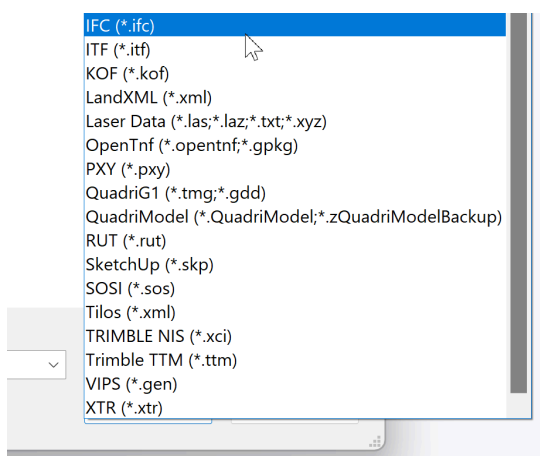 IFC (*.ifc)
ITF (*.itf)
KOF (*.kof)
LandXML (*.xml)
Laser Data (*.las;*.laz;*.txt;*.xyz)
OpenTnf (*.opentnf;*.gpkg)
PXY (*.pxy)
QuadriG1 (*.tmg;*.gdd)
QuadriModel (*.QuadriModel;*.zQuadriModelBackup)
RUT (*.rut)
SketchUp (*.skp)
SOSI (*.sos)
Tilos (*.xml)
TRIMBLE NIS (*.xci)
Trimble TTM (*.ttm)
VIPS (*.gen)
XTR (*.xtr)